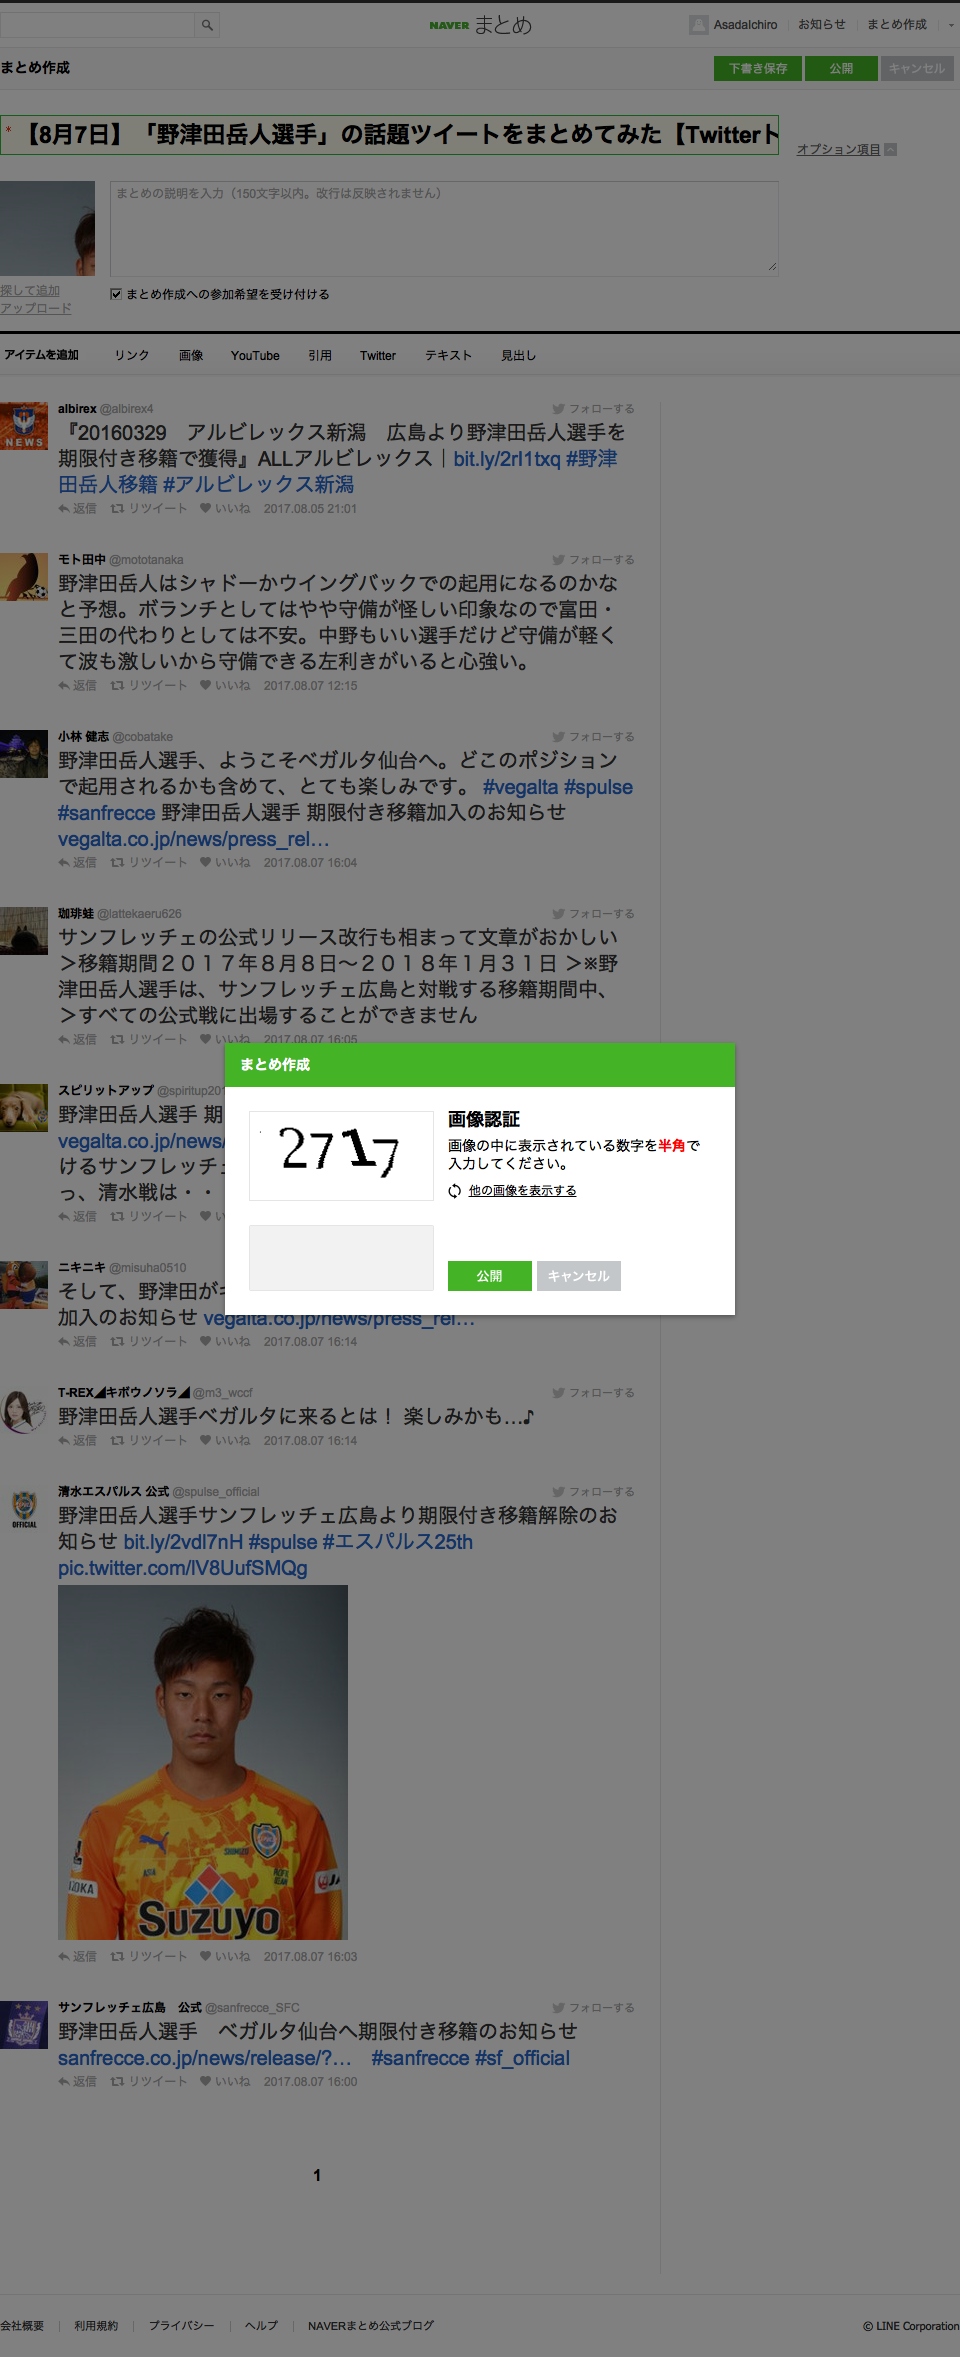 NAVER まとめ
AsadaIchiro
お知らせ
まとめ作成
まとめ作成
下書き保存
公開
キャンセル
* 【8月7日】「野津田岳人選手」の話題ツイートをまとめてみた【Twitterト
オプション項目
まとめの説明を入力（150文字以内。改行は反映されません）
探して追加
アップロード
まとめ作成への参加希望を受け付ける
アイテムを追加 リンク 画像 YouTube 引用 Twitter テキスト 見出し
NEWS
albirex @albirex4 フォローする
『20160329　アルビレックス新潟　広島より野津田岳人選手を
期限付き移籍で獲得』ALLアルビレックス｜bit.ly/2rI1txq #野津
田岳人移籍 #アルビレックス新潟
返信 リツイート いいね 2017.08.05 21:01
モト田中 @mototanaka フォローする
野津田岳人はシャドーかウイングバックでの起用になるのかな
と予想。ボランチとしてはやや守備が怪しい印象なので富田・
三田の代わりとしては不安。中野もいい選手だけど守備が軽く
て波も激しいから守備できる左利きがいると心強い。
返信 リツイート いいね 2017.08.07 12:15
小林 健志 @cobatake フォローする
野津田岳人選手、ようこそベガルタ仙台へ。どこのポジション
で起用されるかも含めて、とても楽しみです。 #vegalta #spulse
#sanfrecce 野津田岳人選手 期限付き移籍加入のお知らせ
vegalta.co.jp/news/press_rel…
返信 リツイート いいね 2017.08.07 16:04
珈琲蛙 @lattekaeru626 フォローする
サンフレッチェの公式リリース改行も相まって文章がおかしい
＞移籍期間２０１７年８月８日～２０１８年１月３１日 ＞※野
津田岳人選手は、サンフレッチェ広島と対戦する移籍期間中、
＞すべての公式戦に出場することができません
返信 リツイート いいね 2017.08.07 16:05
スピリットアップ @spiritup201
野津田岳人選手 期
vegalta.co.jp/news/
けるサンフレッチェ
っ、清水戦は・・
返信 リツイート い
まとめ作成
2717
画像認証
画像の中に表示されている数字を半角で
入力してください。
他の画像を表示する
公開
キャンセル
ニキニキ @misuha0510
そして、野津田が
加入のお知らせ vegalta.co.jp/news/press_rel…
返信 リツイート いいね 2017.08.07 16:14
T-REX◢キボウノソラ◢ @m3_wccf フォローする
野津田岳人選手ベガルタに来るとは！ 楽しみかも…♪
返信 リツイート いいね 2017.08.07 16:14
OFFICIAL
清水エスパルス 公式 @spulse_official フォローする
野津田岳人選手サンフレッチェ広島より期限付き移籍解除のお
知らせ bit.ly/2vdl7nH #spulse #エスパルス25th
pic.twitter.com/lV8UufSMQg
SHIMIZU
ASIA
Suzuyo
返信 リツイート いいね 2017.08.07 16:03
サンフレッチェ広島　公式 @sanfrecce_SFC フォローする
野津田岳人選手　ベガルタ仙台へ期限付き移籍のお知らせ
sanfrecce.co.jp/news/release/?… #sanfrecce #sf_official
返信 リツイート いいね 2017.08.07 16:00
1
会社概要 利用規約 プライバシー ヘルプ NAVERまとめ公式ブログ
© LINE Corporation